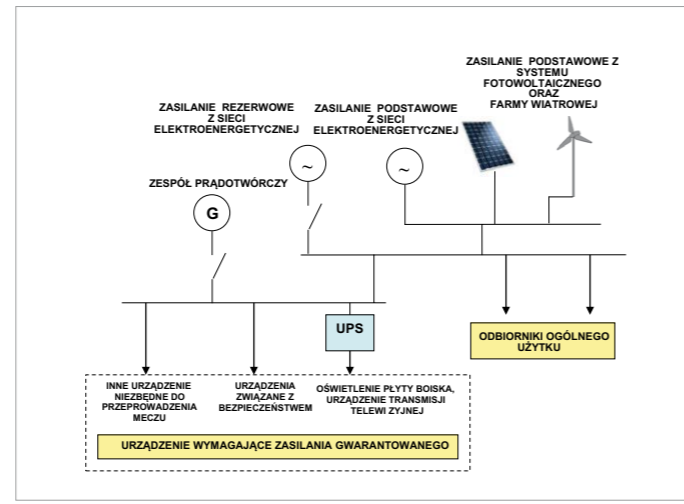 ZASILANIE PODSTAWOWE Z
SYSTEMU
FOTOWOLTAICZNEGO
ORAZ
FARMY WIATROWEJ
ZASILANIE REZERWOWE
Z SIECI
ELEKTROENERGETYCZNEJ
ZASILANIE PODSTAWOWE
Z SIECI
ELEKTROENERGETYCZNEJ
~
~
ZESPÓŁ PRĄDOTWÓRCZY
G
UPS
ODBIORNIKI OGÓLNEGO
UŻYTKU
INNE URZĄDZENIE
NIEZBĘDNE DO
PRZEPROWADZENIA
MECZU
URZĄDZENIA
ZWIĄZANE Z
BEZPIECZEŃSTWEM
OŚWIETLENIE PŁYTY BOISKA,
URZĄDZENIE TRANSMISJI
TELEWI ZYJNEJ
URZĄDZENIE WYMAGAJĄCE ZASILANIA GWARANTOWANEGO